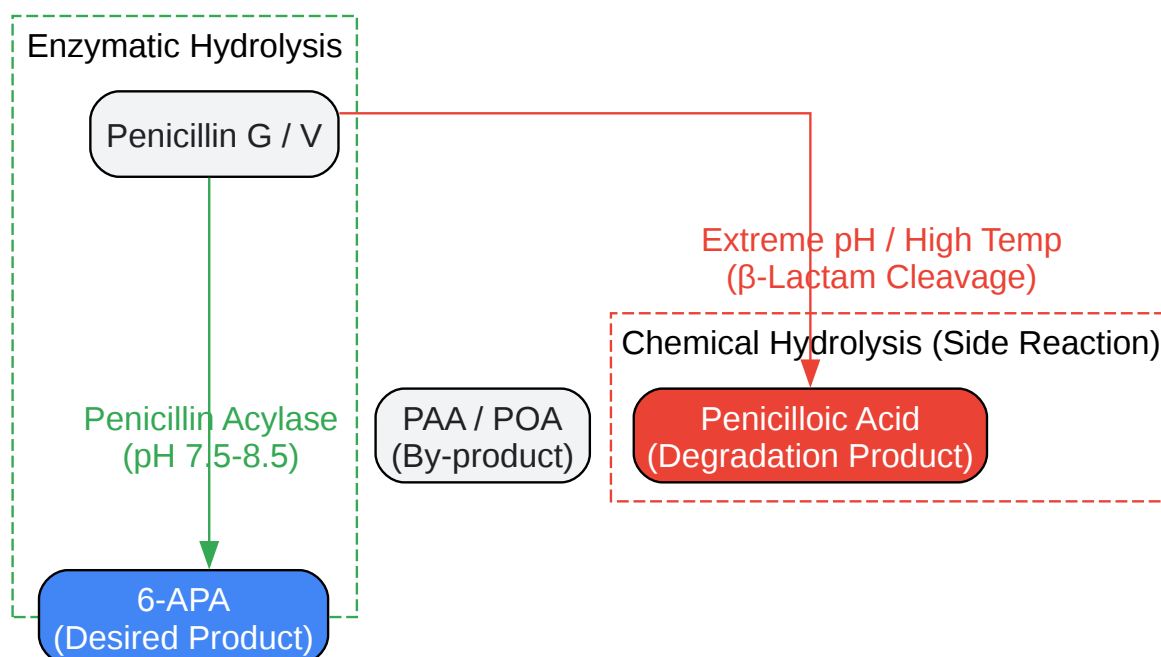 Enzymatic Hydrolysis
Penicillin G / V
Extreme pH / High Temp
(β-Lactam Cleavage)
Chemical Hydrolysis (Side Reaction)
Penicillin Acylase
(pH 7.5-8.5)
PAA / POA
(By-product)
Penicilloic Acid
(Degradation Product)
6-APA
(Desired Product)